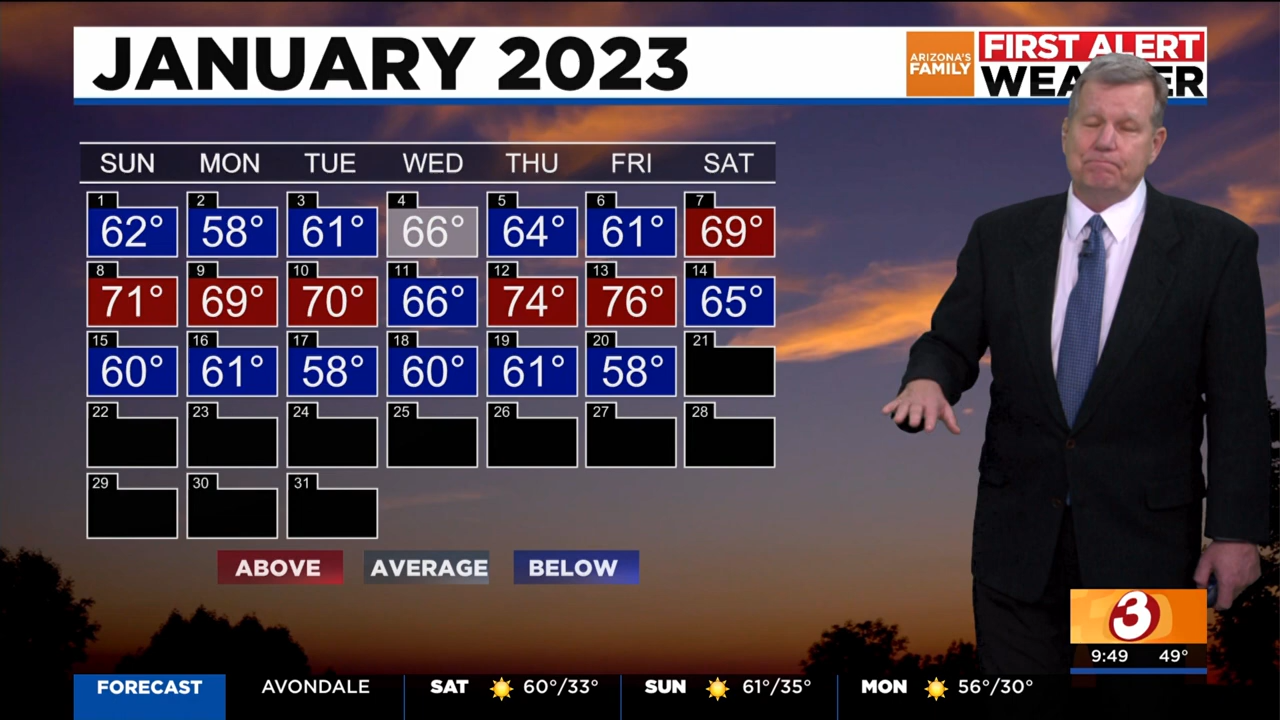 JANUARY 2023
ARIZONA'S
FAMILY
FIRST ALERT
SUN MON TUE WED THU FRI SAT
1 2 3 4 5 6 7
62° 58° 61° 66° 64° 61° 69°
8 9 10 11 12 13 14
71° 69° 70° 66° 74° 76° 65°
15 16 17 18 19 20 21
60° 61° 58° 60° 61° 58°
22 23 24 25 26 27 28
29 30 31
ABOVE AVERAGE BELOW
3
9:49 49°
FORECAST AVONDALE SAT 60°/33° SUN 61°/35° MON 56°/30°